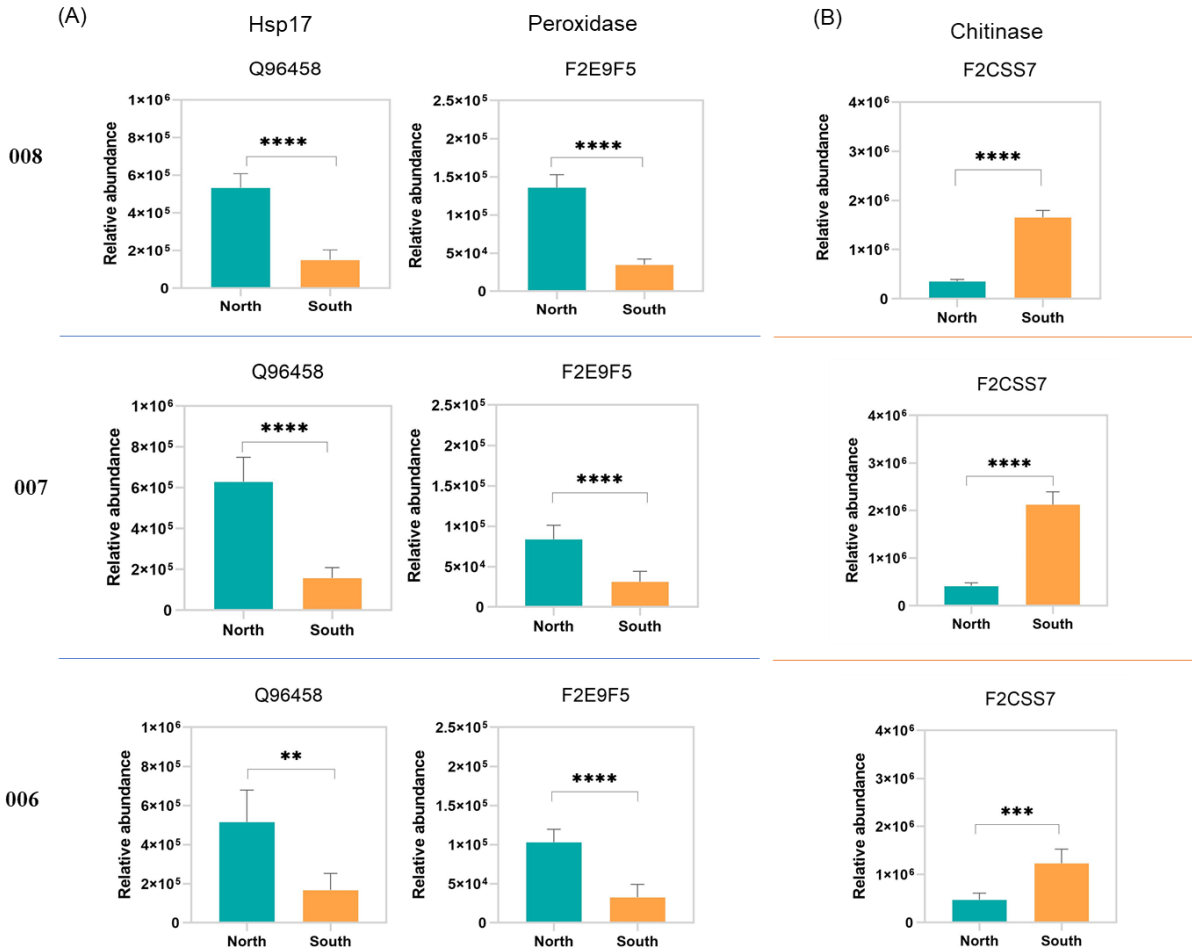 (A)
Hsp17
Peroxidase
(B)
Chitinase
008
Q96458
Relative abundance
1×10⁶
8×10⁵
6×10⁵
4×10⁵
2×10⁵
0
****
North
South
F2E9F5
Relative abundance
2.5×10⁵
2×10⁵
1.5×10⁵
1×10⁵
5×10⁴
0
****
North
South
F2CSS7
Relative abundance
4×10⁶
3×10⁶
2×10⁶
1×10⁶
0
****
North
South
007
Q96458
Relative abundance
1×10⁶
8×10⁵
6×10⁵
4×10⁵
2×10⁵
0
****
North
South
F2E9F5
Relative abundance
2.5×10⁵
2×10⁵
1.5×10⁵
1×10⁵
5×10⁴
0
****
North
South
F2CSS7
Relative abundance
4×10⁶
3×10⁶
2×10⁶
1×10⁶
0
****
North
South
006
Q96458
Relative abundance
1×10⁶
8×10⁵
6×10⁵
4×10⁵
2×10⁵
0
**
North
South
F2E9F5
Relative abundance
2.5×10⁵
2×10⁵
1.5×10⁵
1×10⁵
5×10⁴
0
****
North
South
F2CSS7
Relative abundance
4×10⁶
3×10⁶
2×10⁶
1×10⁶
0
***
North
South